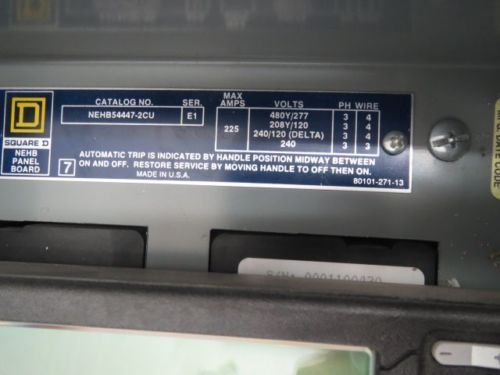 D
SQUARE D
NEHB
PANEL
BOARD
CATALOG NO.
SER.
MAX
AMPS
VOLTS
PH
WIRE
NEHB54447-2CU
E1
225
480Y/277 3 4
208Y/120 3 4
240/120 (DELTA) 3 4
240 3 3
7
AUTOMATIC TRIP IS INDICATED BY HANDLE POSITION MIDWAY BETWEEN
ON AND OFF. RESTORE SERVICE BY MOVING HANDLE TO OFF THEN ON.
MADE IN U.S.A.
80101-271-13